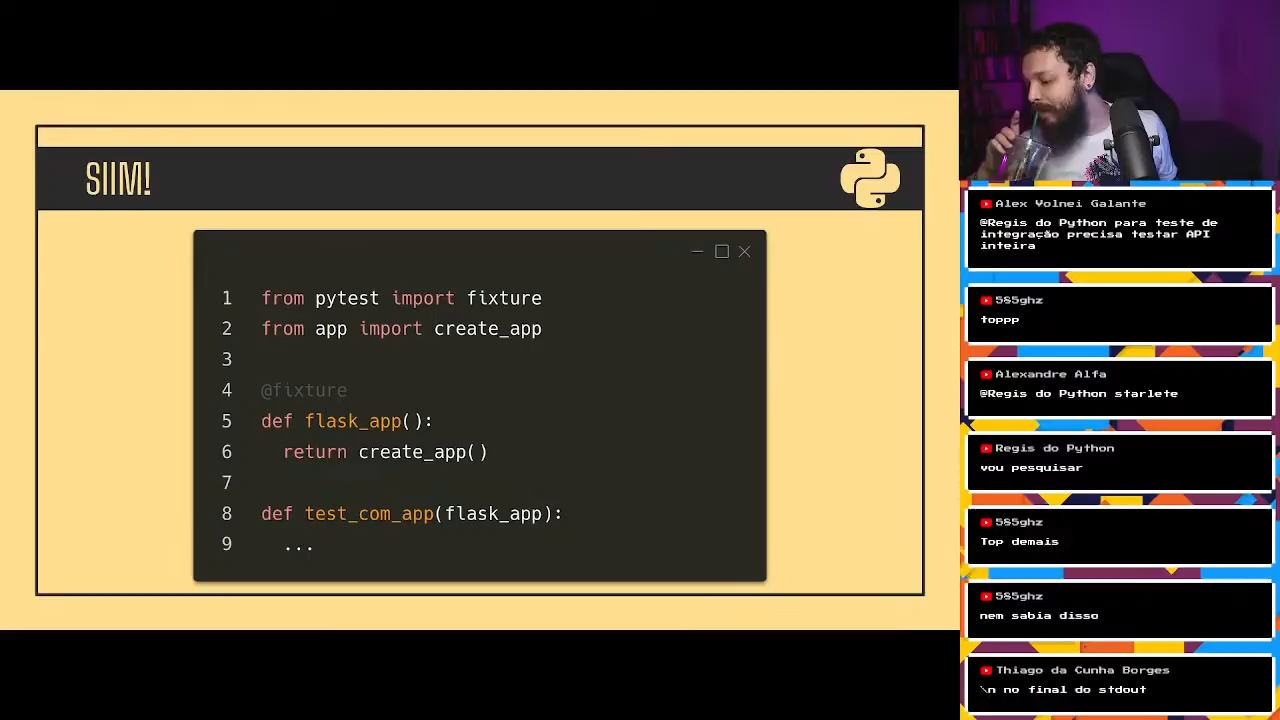 SIIM!
1 from pytest import fixture
2 from app import create_app
3
4 @fixture
5 def flask_app():
6   return create_app()
7
8 def test_com_app(flask_app):
9   ...
Alex Volnei Galante
@Regis do Python para teste de
integração precisa testar API
inteira
585ghz
toppp
Alexandre Alfa
@Regis do Python starlete
Regis do Python
vou pesquisar
585ghz
Top demais
585ghz
nem sabia disso
Thiago da Cunha Borges
\n no final do stdout